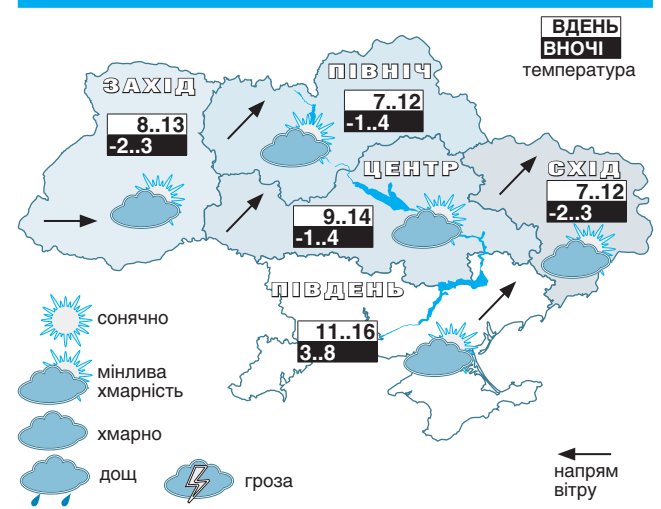 ВДЕНЬ
ВНОЧІ
температура
ЗАХІД
8..13
-2..3
ПІВНІЧ
7..12
-1..4
ЦЕНТР
9..14
-1..4
СХІД
7..12
-2..3
ПІВДЕНЬ
11..16
3..8
сонячно
мінлива
хмарність
хмарно
дощ
гроза
напрям
вітру